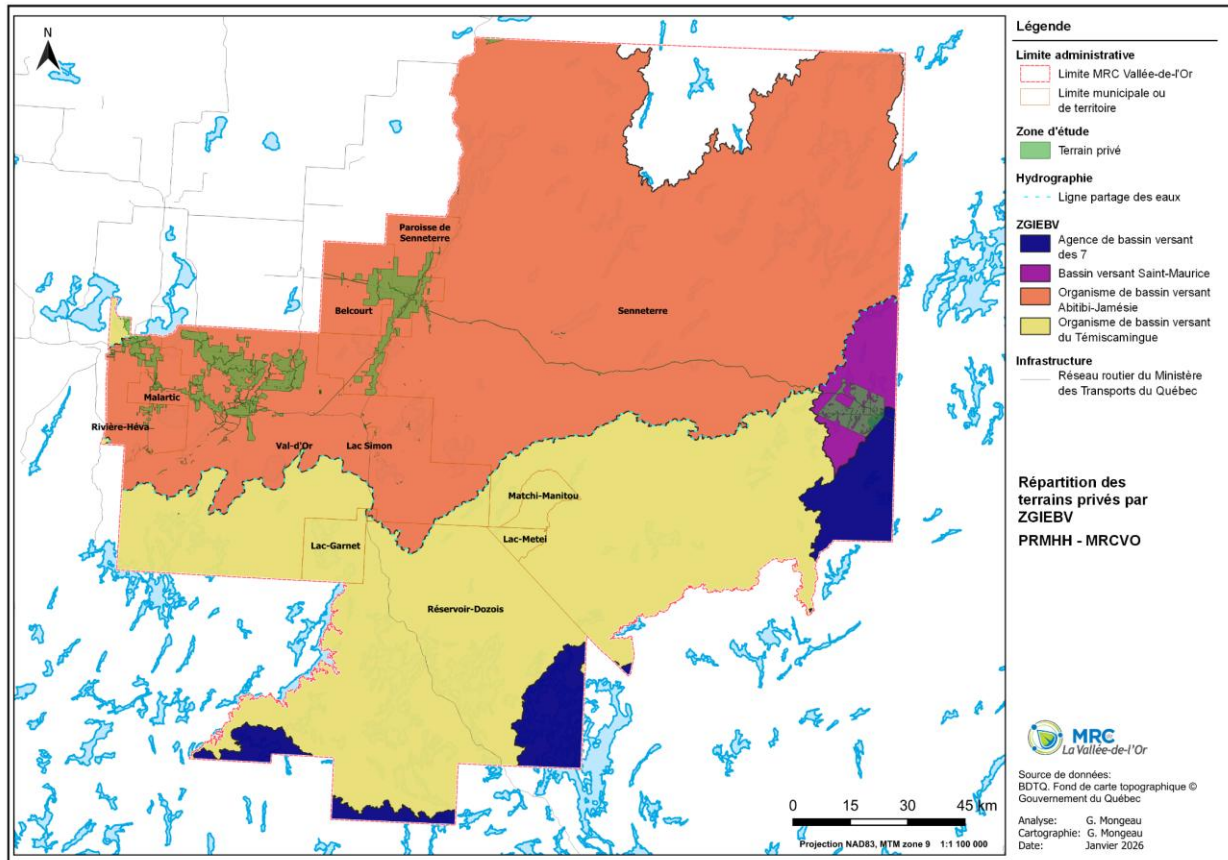 N
Paroisse de
Senneterre
Belcourt
Senneterre
Malartic
Rivière-Héva
Val-d'Or
Lac Simon
Matchi-Manitou
Lac-Metei
Lac-Garnet
Réservoir-Dozois
Légende
Limite administrative
Limite MRC Vallée-de-l'Or
Limite municipale ou
de territoire
Zone d'étude
Terrain privé
Hydrographie
Ligne partage des eaux
ZGIEBV
Agence de bassin versant
des 7
Bassin versant Saint-Maurice
Organisme de bassin versant
Abitibi-Jamésie
Organisme de bassin versant
du Témiscamingue
Infrastructure
Réseau routier du Ministère
des Transports du Québec
Répartition des
terrains privés par
ZGIEBV
PRMHH - MRCVO
MRC
La Vallée-de-l'Or
Source de données:
BDTQ. Fond de carte topographique ©
Gouvernement du Québec
Analyse: G. Mongeau
Cartographie: G. Mongeau
Date: Janvier 2026
0 15 30 45 km
Projection NAD83, MTM zone 9 1:1 100 000